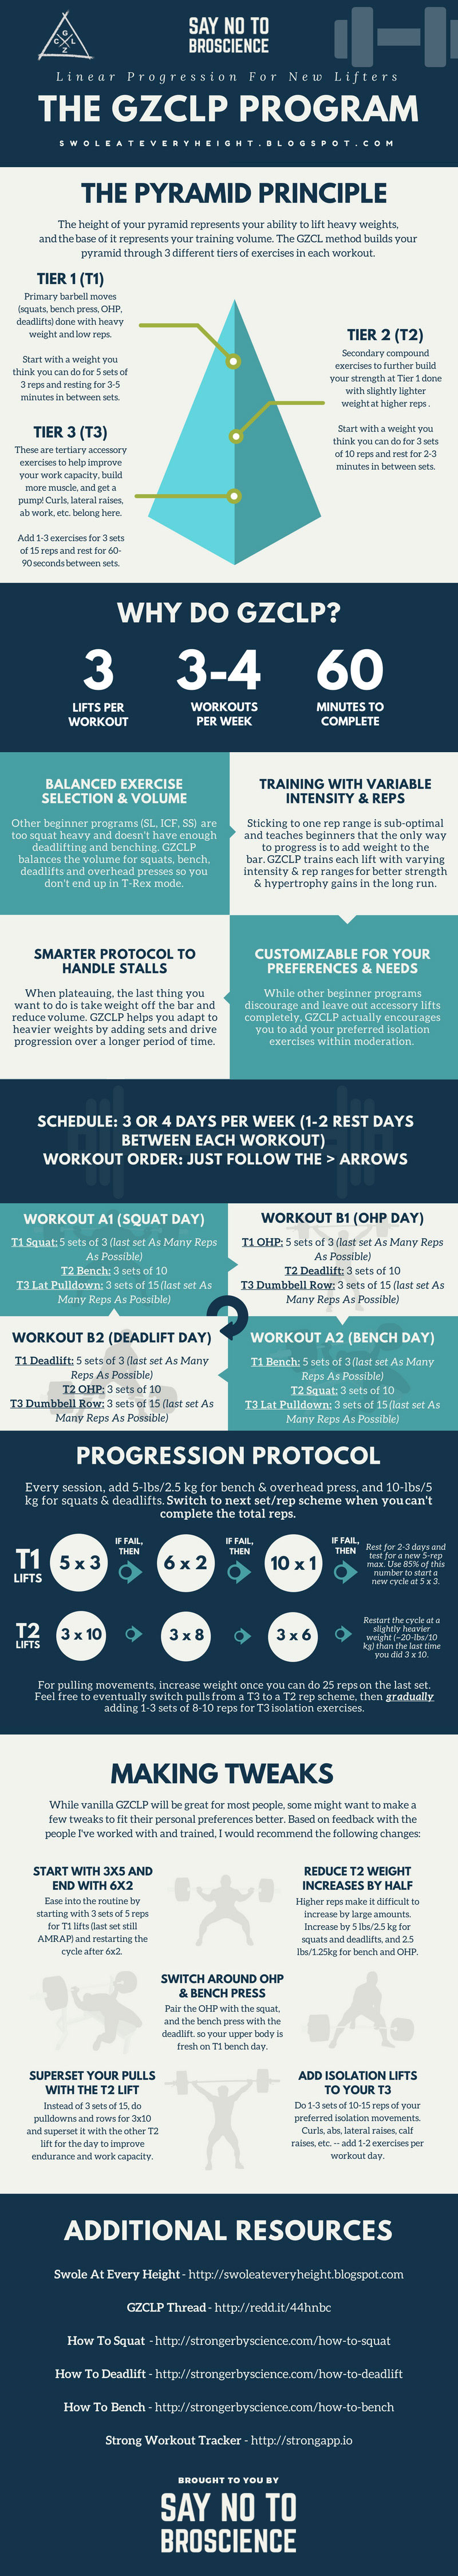 G
C L
Z
SAY NO TO
BROSCIENCE
Linear Progression For New Lifters
THE GZCLP PROGRAM
SWOLEATEVERYHEIGHT.BLOGSPOT.COM
THE PYRAMID PRINCIPLE
The height of your pyramid represents your ability to lift heavy weights,
and the base of it represents your training volume. The GZCL method builds your
pyramid through 3 different tiers of exercises in each workout.
TIER 1 (T1)
Primary barbell moves
(squats, bench press, OHP,
deadlifts) done with heavy
weight and low reps.
Start with a weight you
think you can do for 5 sets of
3 reps and resting for 3-5
minutes in between sets.
TIER 2 (T2)
Secondary compound
exercises to further build
your strength at Tier 1 done
with slightly lighter
weight at higher reps .
Start with a weight you
think you can do for 3 sets
of 10 reps and rest for 2-3
minutes in between sets.
TIER 3 (T3)
These are tertiary accessory
exercises to help improve
your work capacity, build
more muscle, and get a
pump! Curls, lateral raises,
ab work, etc. belong here.
Add 1-3 exercises for 3 sets
of 15 reps and rest for 60-
90 seconds between sets.
WHY DO GZCLP?
3
LIFTS PER
WORKOUT
3-4
WORKOUTS
PER WEEK
60
MINUTES TO
COMPLETE
BALANCED EXERCISE
SELECTION & VOLUME
Other beginner programs (SL, ICF, SS) are
too squat heavy and doesn't have enough
deadlifting and benching. GZCLP
balances the volume for squats, bench,
deadlifts and overhead presses so you
don't end up in T-Rex mode.
TRAINING WITH VARIABLE
INTENSITY & REPS
Sticking to one rep range is sub-optimal
and teaches beginners that the only way
to progress is to add weight to the
bar. GZCLP trains each lift with varying
intensity & rep ranges for better strength
& hypertrophy gains in the long run.
SMARTER PROTOCOL TO
HANDLE STALLS
When plateauing, the last thing you
want to do is take weight off the bar and
reduce volume. GZCLP helps you adapt to
heavier weights by adding sets and drive
progression over a longer period of time.
CUSTOMIZABLE FOR YOUR
PREFERENCES & NEEDS
While other beginner programs
discourage and leave out accessory lifts
completely, GZCLP actually encourages
you to add your preferred isolation
exercises within moderation.
SCHEDULE: 3 OR 4 DAYS PER WEEK (1-2 REST DAYS
BETWEEN EACH WORKOUT)
WORKOUT ORDER: JUST FOLLOW THE > ARROWS
WORKOUT A1 (SQUAT DAY)
T1 Squat: 5 sets of 3 (last set As Many Reps
As Possible)
T2 Bench: 3 sets of 10
T3 Lat Pulldown: 3 sets of 15 (last set As
Many Reps As Possible)
WORKOUT B1 (OHP DAY)
T1 OHP: 5 sets of 3 (last set As Many Reps
As Possible)
T2 Deadlift: 3 sets of 10
T3 Dumbbell Row: 3 sets of 15 (last set As
Many Reps As Possible)
WORKOUT B2 (DEADLIFT DAY)
T1 Deadlift: 5 sets of 3 (last set As Many
Reps As Possible)
T2 OHP: 3 sets of 10
T3 Dumbbell Row: 3 sets of 15 (last set As
Many Reps As Possible)
WORKOUT A2 (BENCH DAY)
T1 Bench: 5 sets of 3 (last set As Many
Reps As Possible)
T2 Squat: 3 sets of 10
T3 Lat Pulldown: 3 sets of 15 (last set As
Many Reps As Possible)
PROGRESSION PROTOCOL
Every session, add 5-lbs/2.5 kg for bench & overhead press, and 10-lbs/5
kg for squats & deadlifts. Switch to next set/rep scheme when you can't
complete the total reps.
T1
LIFTS
5 x 3
IF FAIL,
THEN
6 x 2
IF FAIL,
THEN
10 x 1
IF FAIL,
THEN
Rest for 2-3 days and
test for a new 5-rep
max. Use 85% of this
number to start a
new cycle at 5 x 3.
T2
LIFTS
3 x 10
3 x 8
3 x 6
Restart the cycle at a
slightly heavier
weight (~20-lbs/10
kg) than the last time
you did 3 x 10.
For pulling movements, increase weight once you can do 25 reps on the last set.
Feel free to eventually switch pulls from a T3 to a T2 rep scheme, then gradually
adding 1-3 sets of 8-10 reps for T3 isolation exercises.
MAKING TWEAKS
While vanilla GZCLP will be great for most people, some might want to make a
few tweaks to fit their personal preferences better. Based on feedback with the
people I've worked with and trained, I would recommend the following changes:
START WITH 3X5 AND
END WITH 6X2
Ease into the routine by
starting with 3 sets of 5 reps
for T1 lifts (last set still
AMRAP) and restarting the
cycle after 6x2.
REDUCE T2 WEIGHT
INCREASES BY HALF
Higher reps make it difficult to
increase by large amounts.
Increase by 5 lbs/2.5 kg for
squats and deadlifts, and 2.5
lbs/1.25kg for bench and OHP.
SWITCH AROUND OHP
& BENCH PRESS
Pair the OHP with the squat,
and the bench press with the
deadlift. so your upper body is
fresh on T1 bench day.
SUPERSET YOUR PULLS
WITH THE T2 LIFT
Instead of 3 sets of 15, do
pulldowns and rows for 3x10
and superset it with the other T2
lift for the day to improve
endurance and work capacity.
ADD ISOLATION LIFTS
TO YOUR T3
Do 1-3 sets of 10-15 reps of your
preferred isolation movements.
Curls, abs, lateral raises, calf
raises, etc. -- add 1-2 exercises per
workout day.
ADDITIONAL RESOURCES
Swole At Every Height - http://swoleateveryheight.blogspot.com
GZCLP Thread - http://redd.it/44hnbc
How To Squat - http://strongerbyscience.com/how-to-squat
How To Deadlift - http://strongerbyscience.com/how-to-deadlift
How To Bench - http://strongerbyscience.com/how-to-bench
Strong Workout Tracker - http://strongapp.io
BROUGHT TO YOU BY
SAY NO TO
BROSCIENCE